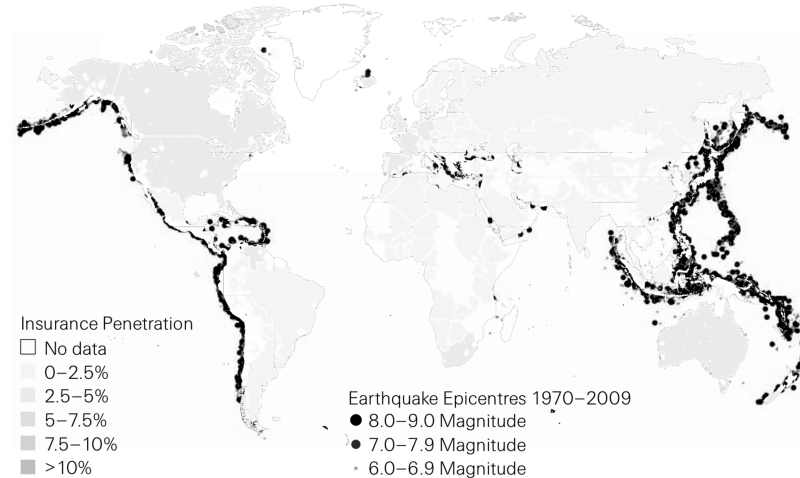 Insurance Penetration
No data
0–2.5%
2.5–5%
5–7.5%
7.5–10%
>10%
Earthquake Epicentres 1970–2009
8.0–9.0 Magnitude
7.0–7.9 Magnitude
6.0–6.9 Magnitude